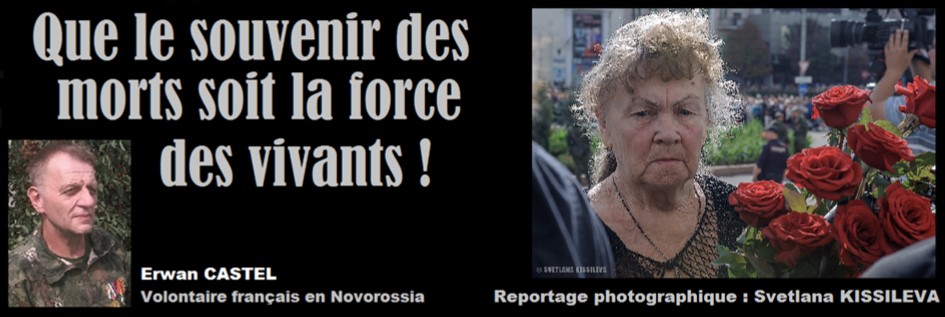 Que le souvenir des
morts soit la force
des vivants !
Erwan CASTEL
Volontaire français en Novorossia
© SVETLANA KISSILEVA
Reportage photographique : Svetlana KISSILEVA